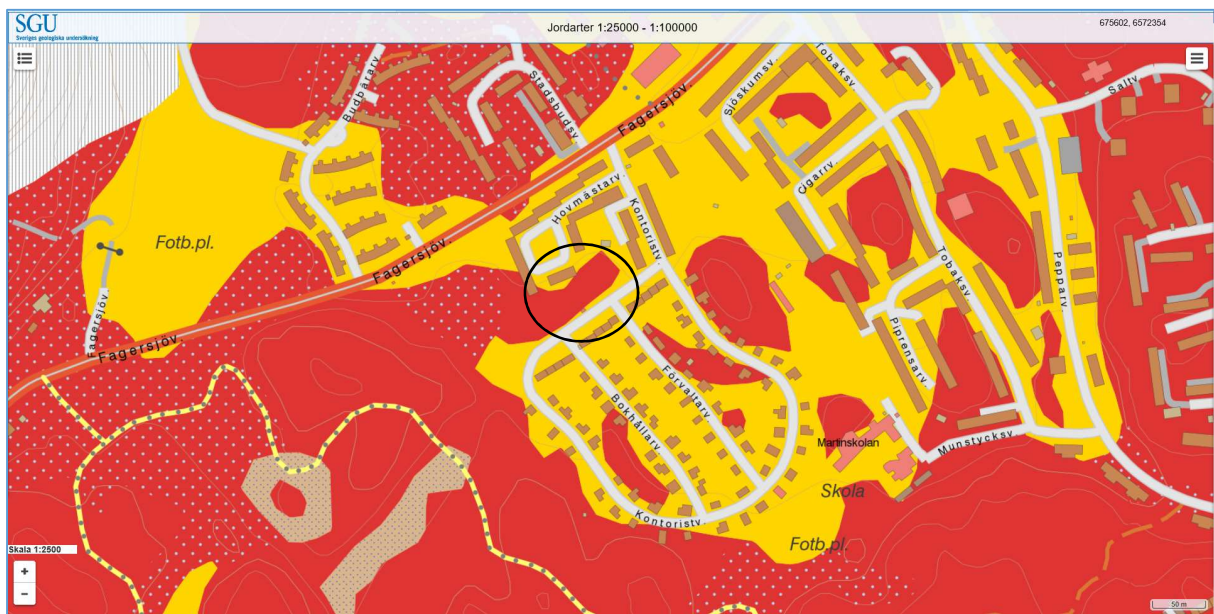 SGU
Sveriges geologiska undersökning
Jordarter 1:25000 - 1:100000
675602, 6572354
Budbärarv.
Stadsbudsv.
Fagersjöv.
Sjöskumsv.
Tobaksv.
Saltv.
Cigarrv.
Hovmästarv.
Kontoristv.
Fotb.pl.
Fagersjöv.
Tobaksv.
Pepparv.
Fagersjöv.
Fagersjöv.
Piprensarv.
Förvaltarv.
Bokhållarv.
Martinskolan
Munstycksv.
Skola
Kontoristv.
Fotb.pl.
Skala 1:2500
+
−
50 m